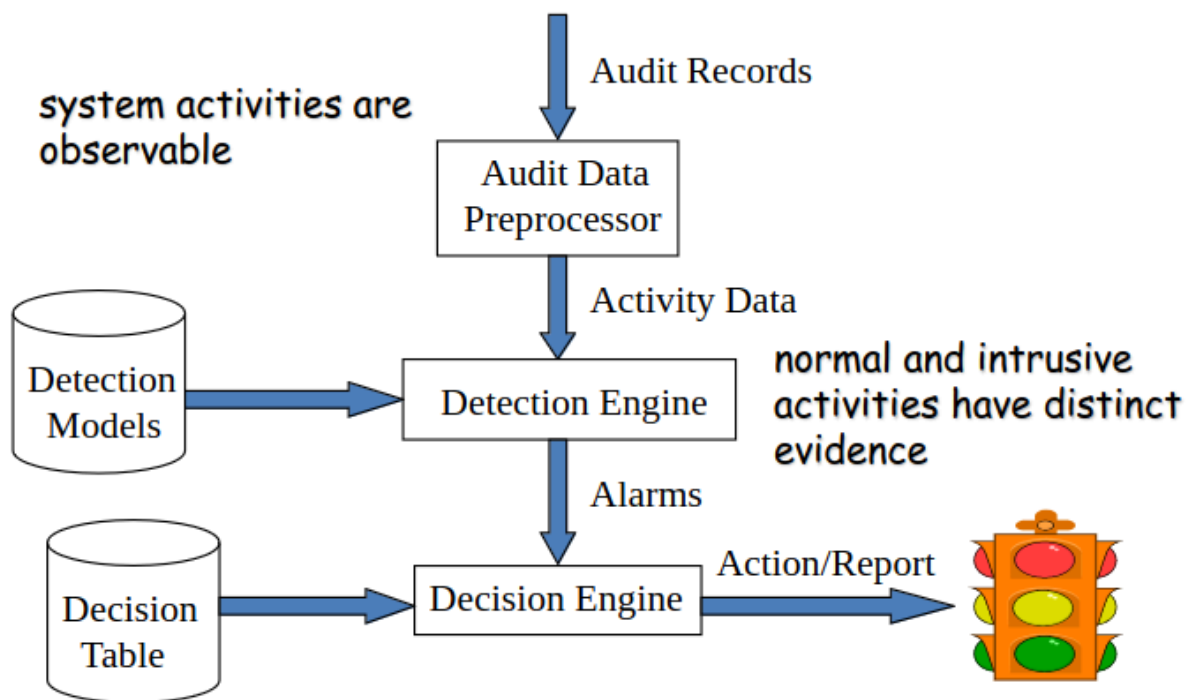 Audit Records
system activities are
observable
Audit Data
Preprocessor
Activity Data
Detection
Models
Detection Engine
normal and intrusive
activities have distinct
evidence
Alarms
Decision
Table
Decision Engine
Action/Report